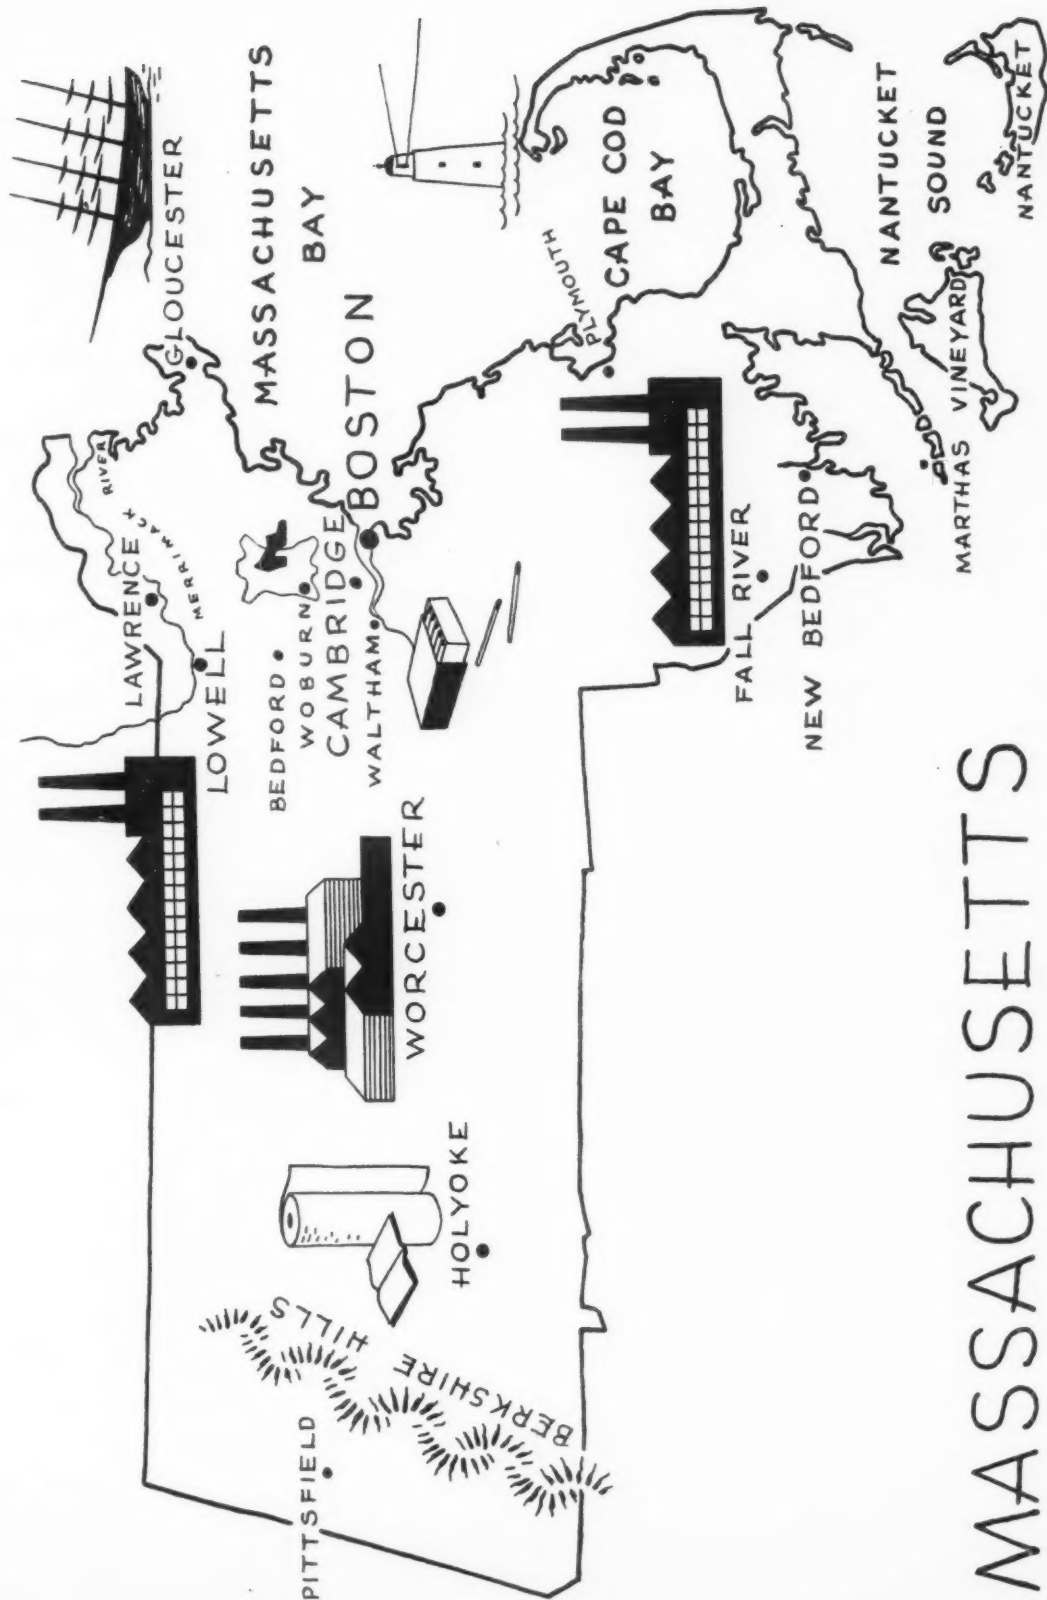 GLOUCESTER
MASSACHUSETTS
BAY
LAWRENCE
MERRIMACK RIVER
LOWELL
BEDFORD
WOBURN
CAMBRIDGE
BOSTON
WALTHAM
WORCESTER
HOLYOKE
BERKSHIRE HILLS
PITTSFIELD
PLYMOUTH
CAPE COD
BAY
FALL RIVER
NEW BEDFORD
NANTUCKET
SOUND
MARTHAS VINEYARD
NANTUCKET
MASSACHUSETTS